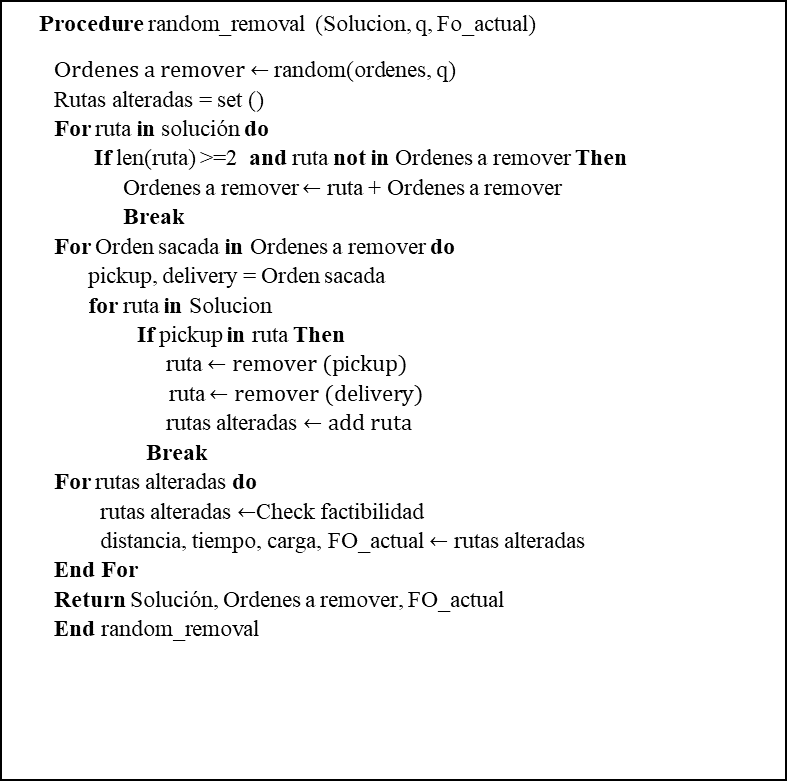 Procedure random_removal (Solucion, q, Fo_actual)
Ordenes a remover ← random(ordenes, q)
Rutas alteradas = set ()
For ruta in solución do
If len(ruta) >=2 and ruta not in Ordenes a remover Then
Ordenes a remover ← ruta + Ordenes a remover
Break
For Orden sacada in Ordenes a remover do
pickup, delivery = Orden sacada
for ruta in Solucion
If pickup in ruta Then
ruta ← remover (pickup)
ruta ← remover (delivery)
rutas alteradas ← add ruta
Break
For rutas alteradas do
rutas alteradas ←Check factibilidad
distancia, tiempo, carga, FO_actual ← rutas alteradas
End For
Return Solución, Ordenes a remover, FO_actual
End random_removal